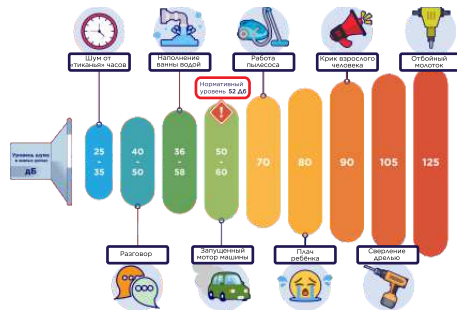 Шум от
«тиканья» часов
Наполнение
ванны водой
Работа
пылесоса
Крик взрослого
человека
Отбойный
молоток
Нормативный
уровень 52 Дб
Уровень шума
дБ
25
-
35
40
-
50
36
-
58
50
-
60
70
80
90
105
125
Разговор
Запущенный
мотор машины
Плач
ребёнка
Сверление
дрелью